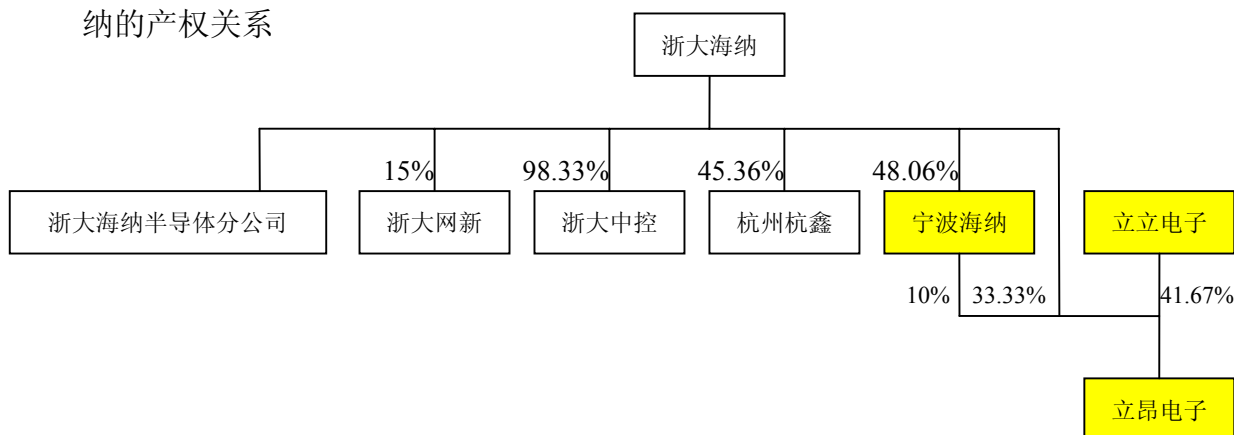 纳的产权关系
浙大海纳
15%
98.33%
45.36%
48.06%
浙大海纳半导体分公司
浙大网新
浙大中控
杭州杭鑫
宁波海纳
立立电子
10%
33.33%
41.67%
立昂电子